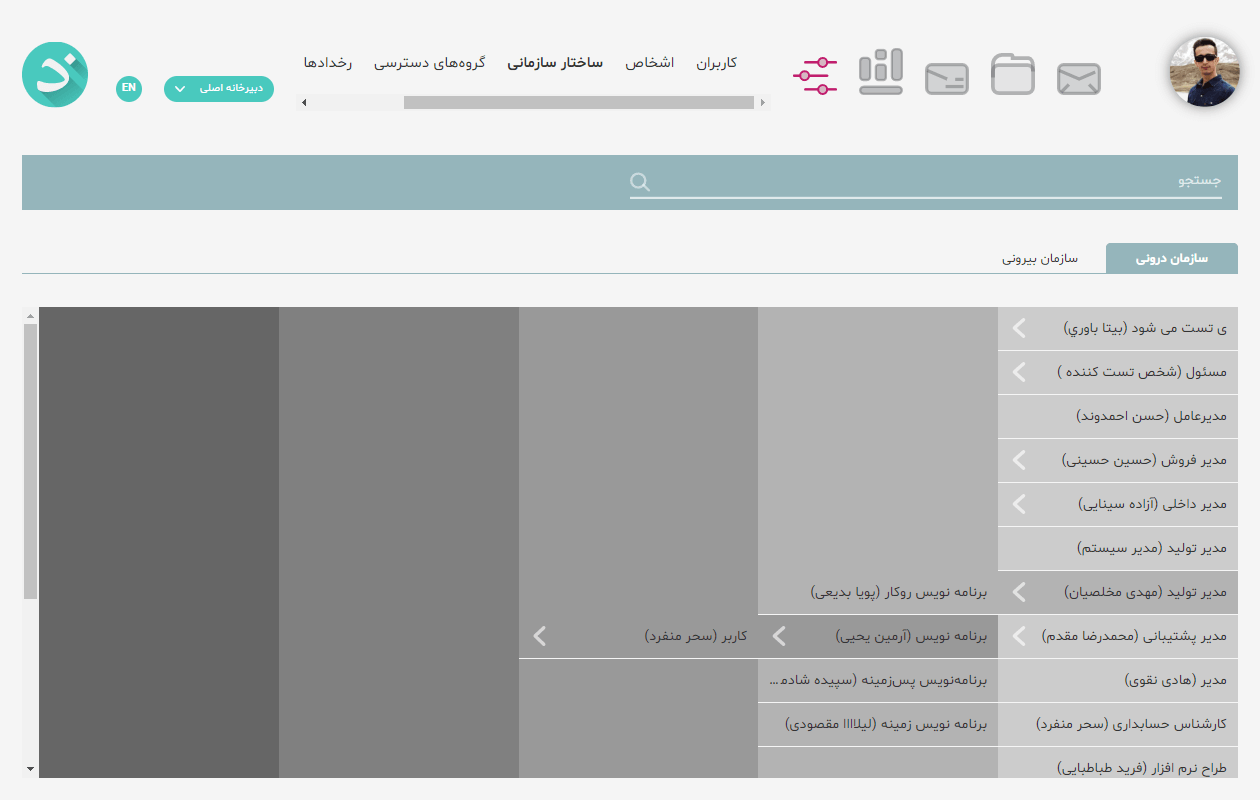 کاربران
اشخاص
ساختار سازمانی
گروه‌های دسترسی
رخدادها
دبیرخانه اصلی
EN
جستجو
سازمان درونی
سازمان بیرونی
ی تست می شود (بیتا باوري)
مسئول (شخص تست کننده )
مدیرعامل (حسن احمدوند)
مدیر فروش (حسین حسینی)
مدیر داخلی (آزاده سینایی)
مدیر تولید (مدیر سیستم)
مدیر تولید (مهدی مخلصیان)
برنامه نویس روکار (پویا بدیعی)
مدیر پشتیبانی (محمدرضا مقدم)
برنامه نویس (آرمین یحیی)
کاربر (سحر منفرد)
مدیر (هادی نقوی)
برنامه‌نویس پس‌زمینه (سپیده شادم...
کارشناس حسابداری (سحر منفرد)
برنامه نویس زمینه (لیلاااا مقصودی)
طراح نرم افزار (فرید طباطبایی)